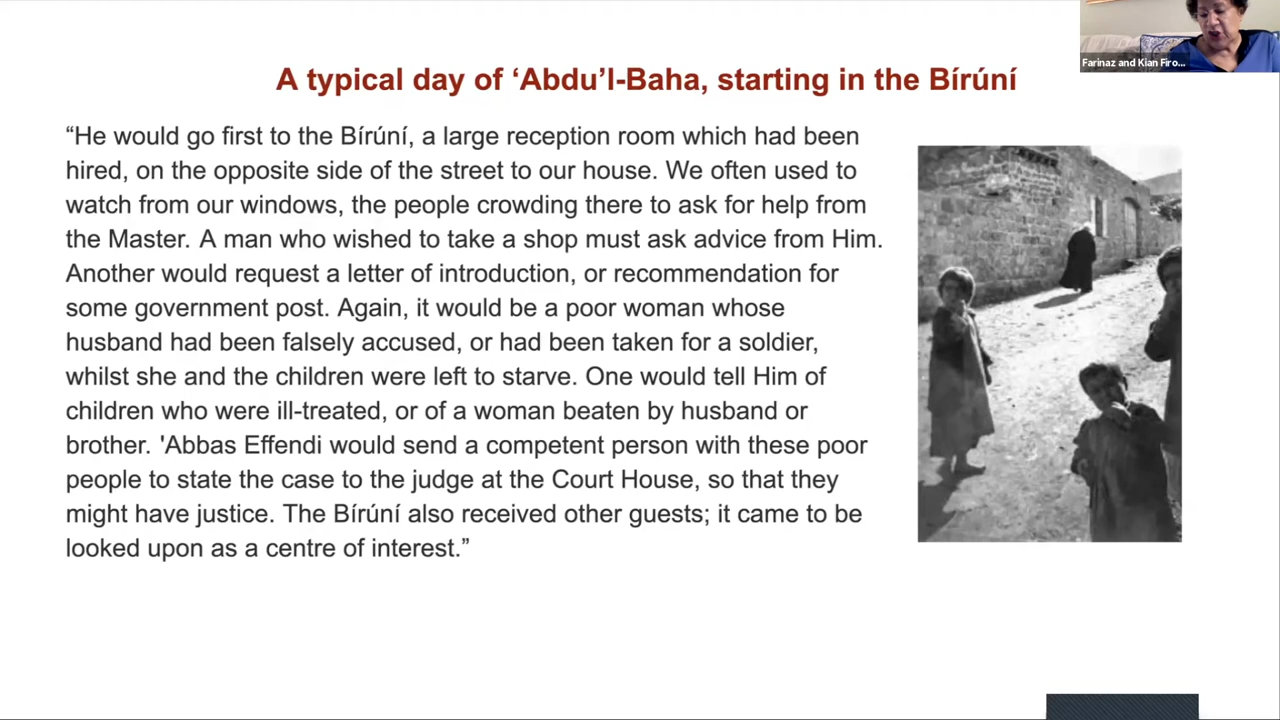 Farinaz and Kian Firo...
A typical day of ‘Abdu’l-Baha, starting in the Bírúní
“He would go first to the Bírúní, a large reception room which had been
hired, on the opposite side of the street to our house. We often used to
watch from our windows, the people crowding there to ask for help from
the Master. A man who wished to take a shop must ask advice from Him.
Another would request a letter of introduction, or recommendation for
some government post. Again, it would be a poor woman whose
husband had been falsely accused, or had been taken for a soldier,
whilst she and the children were left to starve. One would tell Him of
children who were ill-treated, or of a woman beaten by husband or
brother. 'Abbas Effendi would send a competent person with these poor
people to state the case to the judge at the Court House, so that they
might have justice. The Bírúní also received other guests; it came to be
looked upon as a centre of interest.”